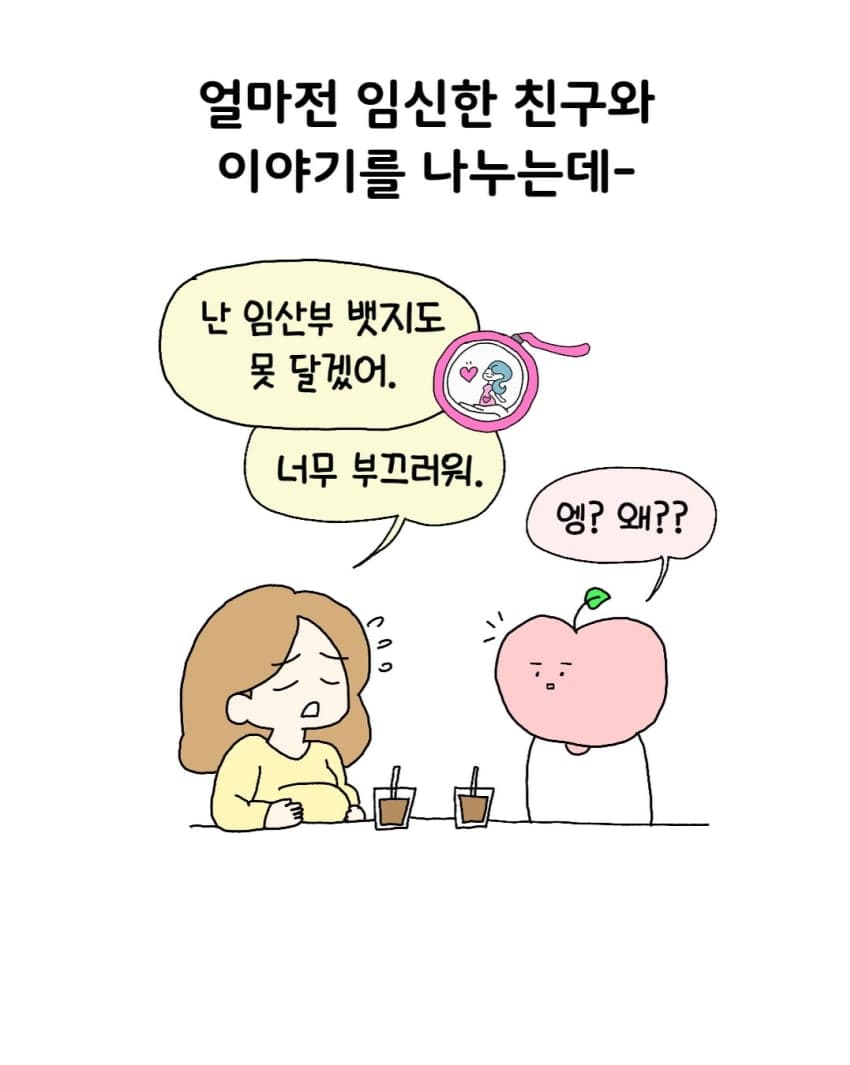 얼마전 임신한 친구와
이야기를 나누는데-
난 임산부 뱃지도
못 달겠어.
너무 부끄러워.
엥? 왜??